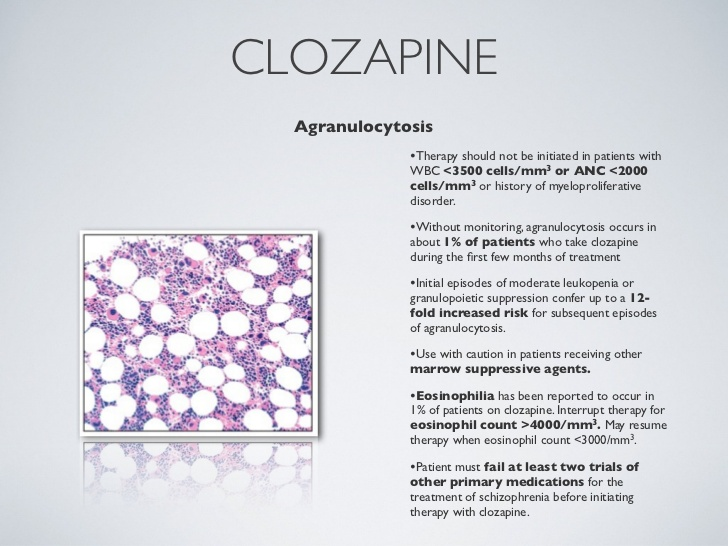 CLOZAPINE
Agranulocytosis
•Therapy should not be initiated in patients with
WBC <3500 cells/mm³ or ANC <2000
cells/mm³ or history of myeloproliferative
disorder.
•Without monitoring, agranulocytosis occurs in
about 1% of patients who take clozapine
during the first few months of treatment
•Initial episodes of moderate leukopenia or
granulopoietic suppression confer up to a 12-
fold increased risk for subsequent episodes
of agranulocytosis.
•Use with caution in patients receiving other
marrow suppressive agents.
•Eosinophilia has been reported to occur in
1% of patients on clozapine. Interrupt therapy for
eosinophil count >4000/mm³. May resume
therapy when eosinophil count <3000/mm³.
•Patient must fail at least two trials of
other primary medications for the
treatment of schizophrenia before initiating
therapy with clozapine.